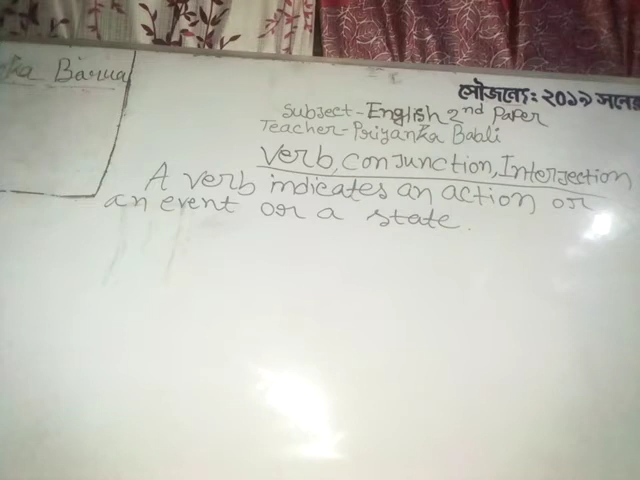 ka Barua
সৌজন্যে: ২০১৯ সনের
Subject-English 2nd Paper
Teacher-Priyanka Babli
Verb, Conjunction, Interjection
A verb indicates an action or
an event or a state.